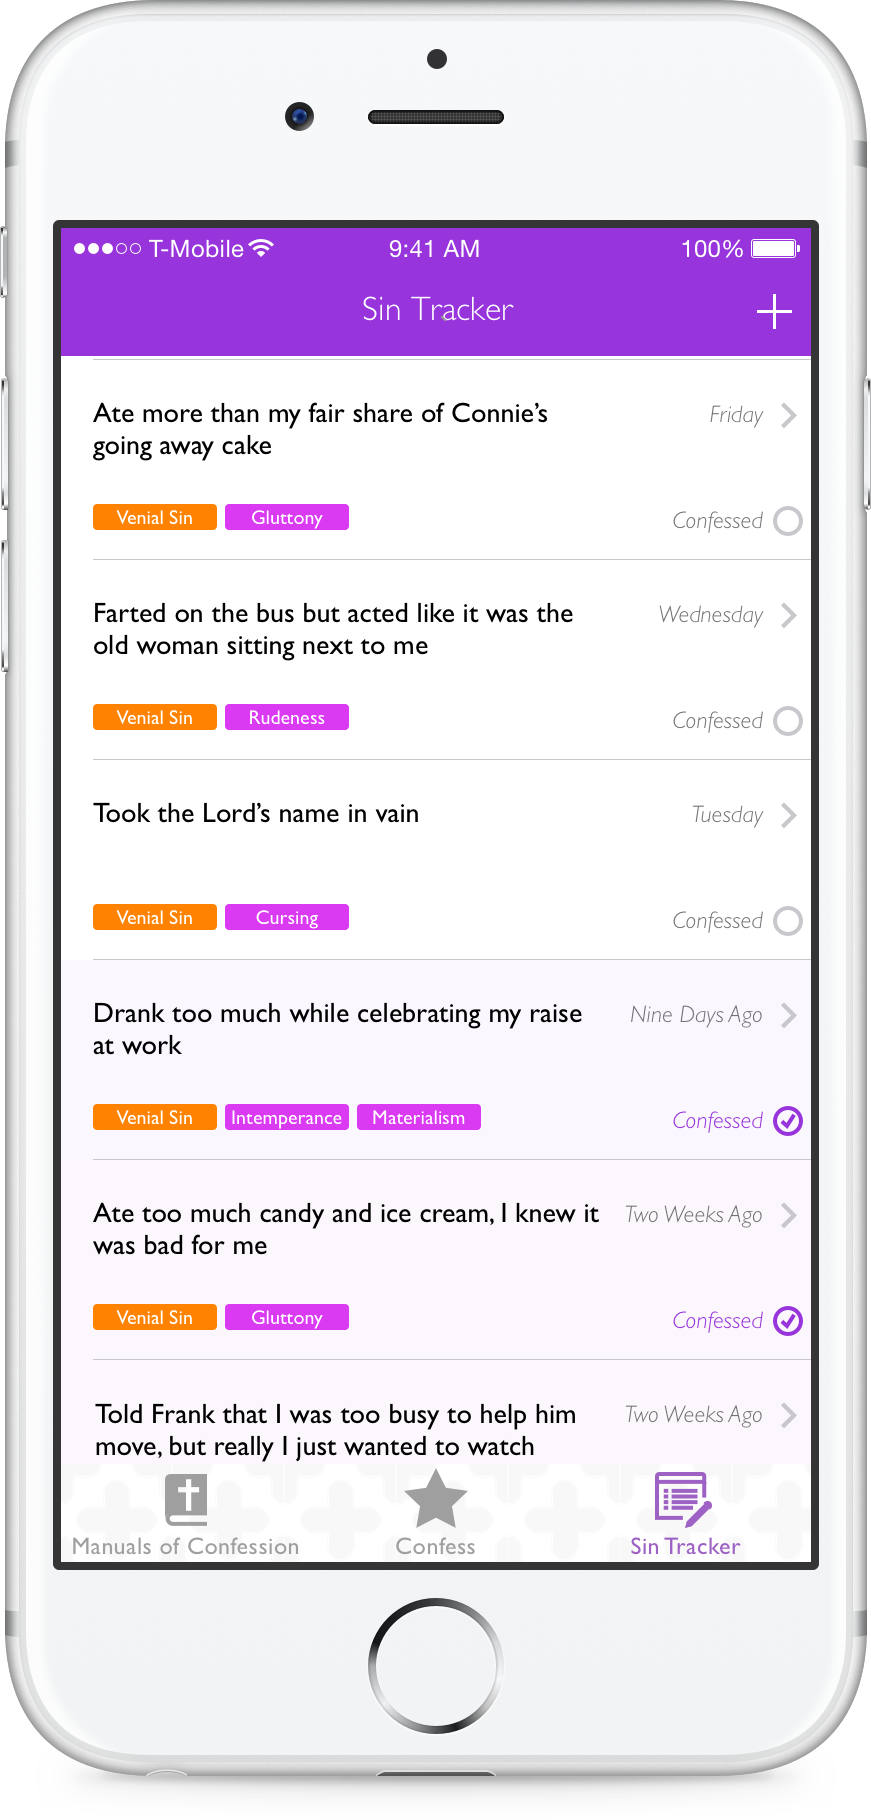 T-Mobile 9:41 AM 100%
Sin Tracker
Ate more than my fair share of Connie’s Friday
going away cake
Venial Sin Gluttony Confessed
Farted on the bus but acted like it was the Wednesday
old woman sitting next to me
Venial Sin Rudeness Confessed
Took the Lord’s name in vain Tuesday
Venial Sin Cursing Confessed
Drank too much while celebrating my raise Nine Days Ago
at work
Venial Sin Intemperance Materialism Confessed
Ate too much candy and ice cream, I knew it Two Weeks Ago
was bad for me
Venial Sin Gluttony Confessed
Told Frank that I was too busy to help him Two Weeks Ago
move, but really I just wanted to watch
Manuals of Confession Confess Sin Tracker